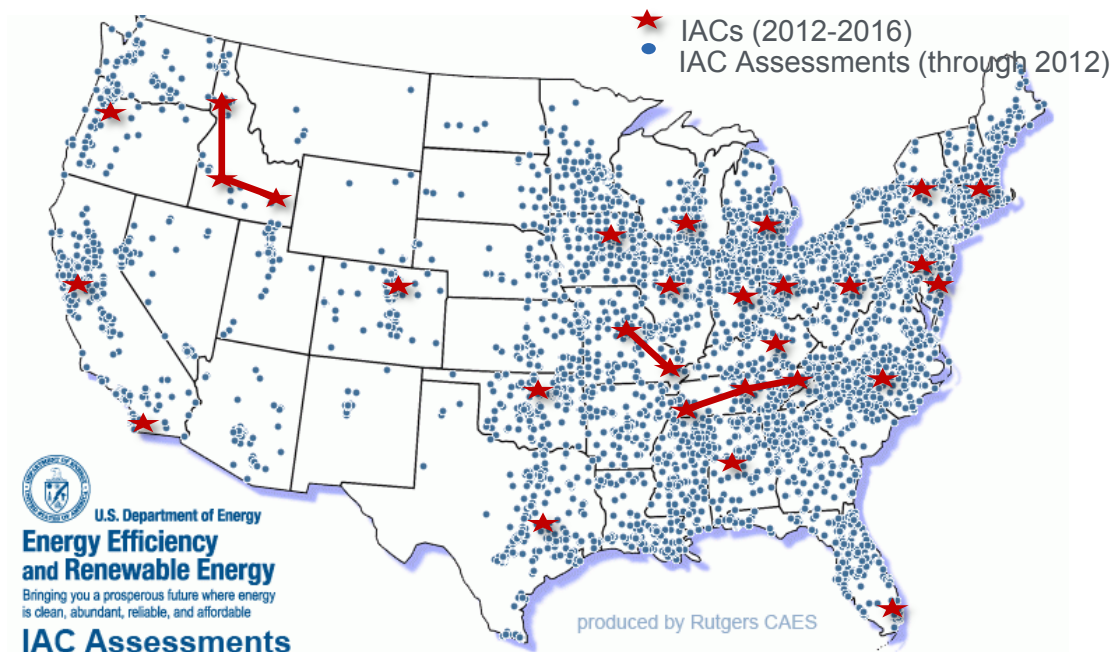 IACs (2012-2016)
IAC Assessments (through 2012)
U.S. Department of Energy
Energy Efficiency
and Renewable Energy
Bringing you a prosperous future where energy
is clean, abundant, reliable, and affordable
IAC Assessments
produced by Rutgers CAES